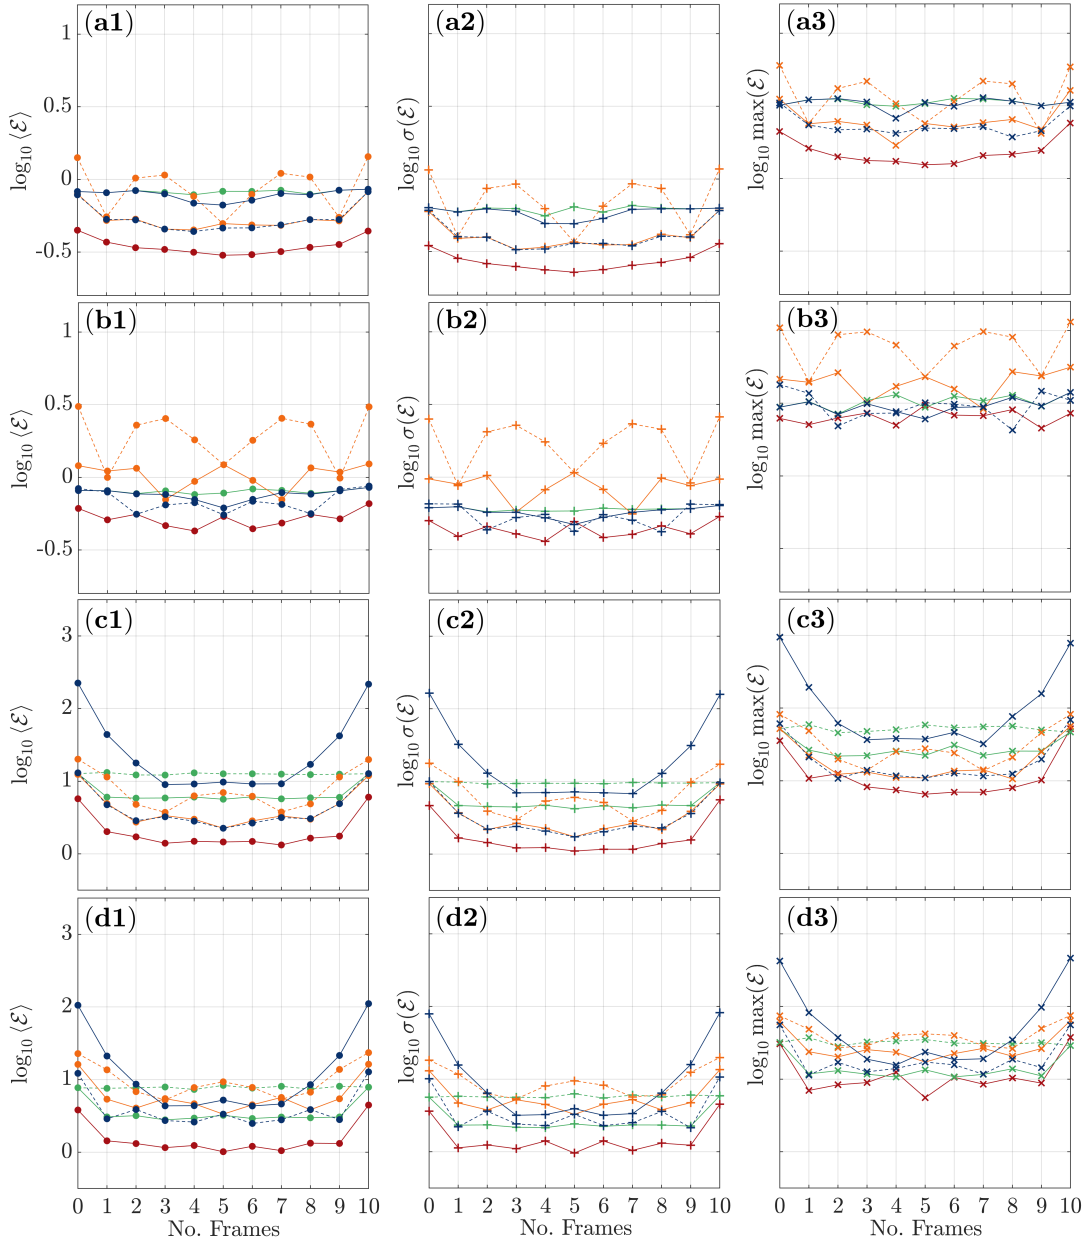 (a1) (a2) (a3)
1
0.5
0
-0.5
log₁₀ ⟨ℰ⟩
log₁₀ σ(ℰ)
log₁₀ max(ℰ)
(b1) (b2) (b3)
1
0.5
0
-0.5
log₁₀ ⟨ℰ⟩
log₁₀ σ(ℰ)
log₁₀ max(ℰ)
(c1) (c2) (c3)
3
2
1
0
log₁₀ ⟨ℰ⟩
log₁₀ σ(ℰ)
log₁₀ max(ℰ)
(d1) (d2) (d3)
3
2
1
0
log₁₀ ⟨ℰ⟩
log₁₀ σ(ℰ)
log₁₀ max(ℰ)
0 1 2 3 4 5 6 7 8 9 10
0 1 2 3 4 5 6 7 8 9 10
0 1 2 3 4 5 6 7 8 9 10
No. Frames
No. Frames
No. Frames